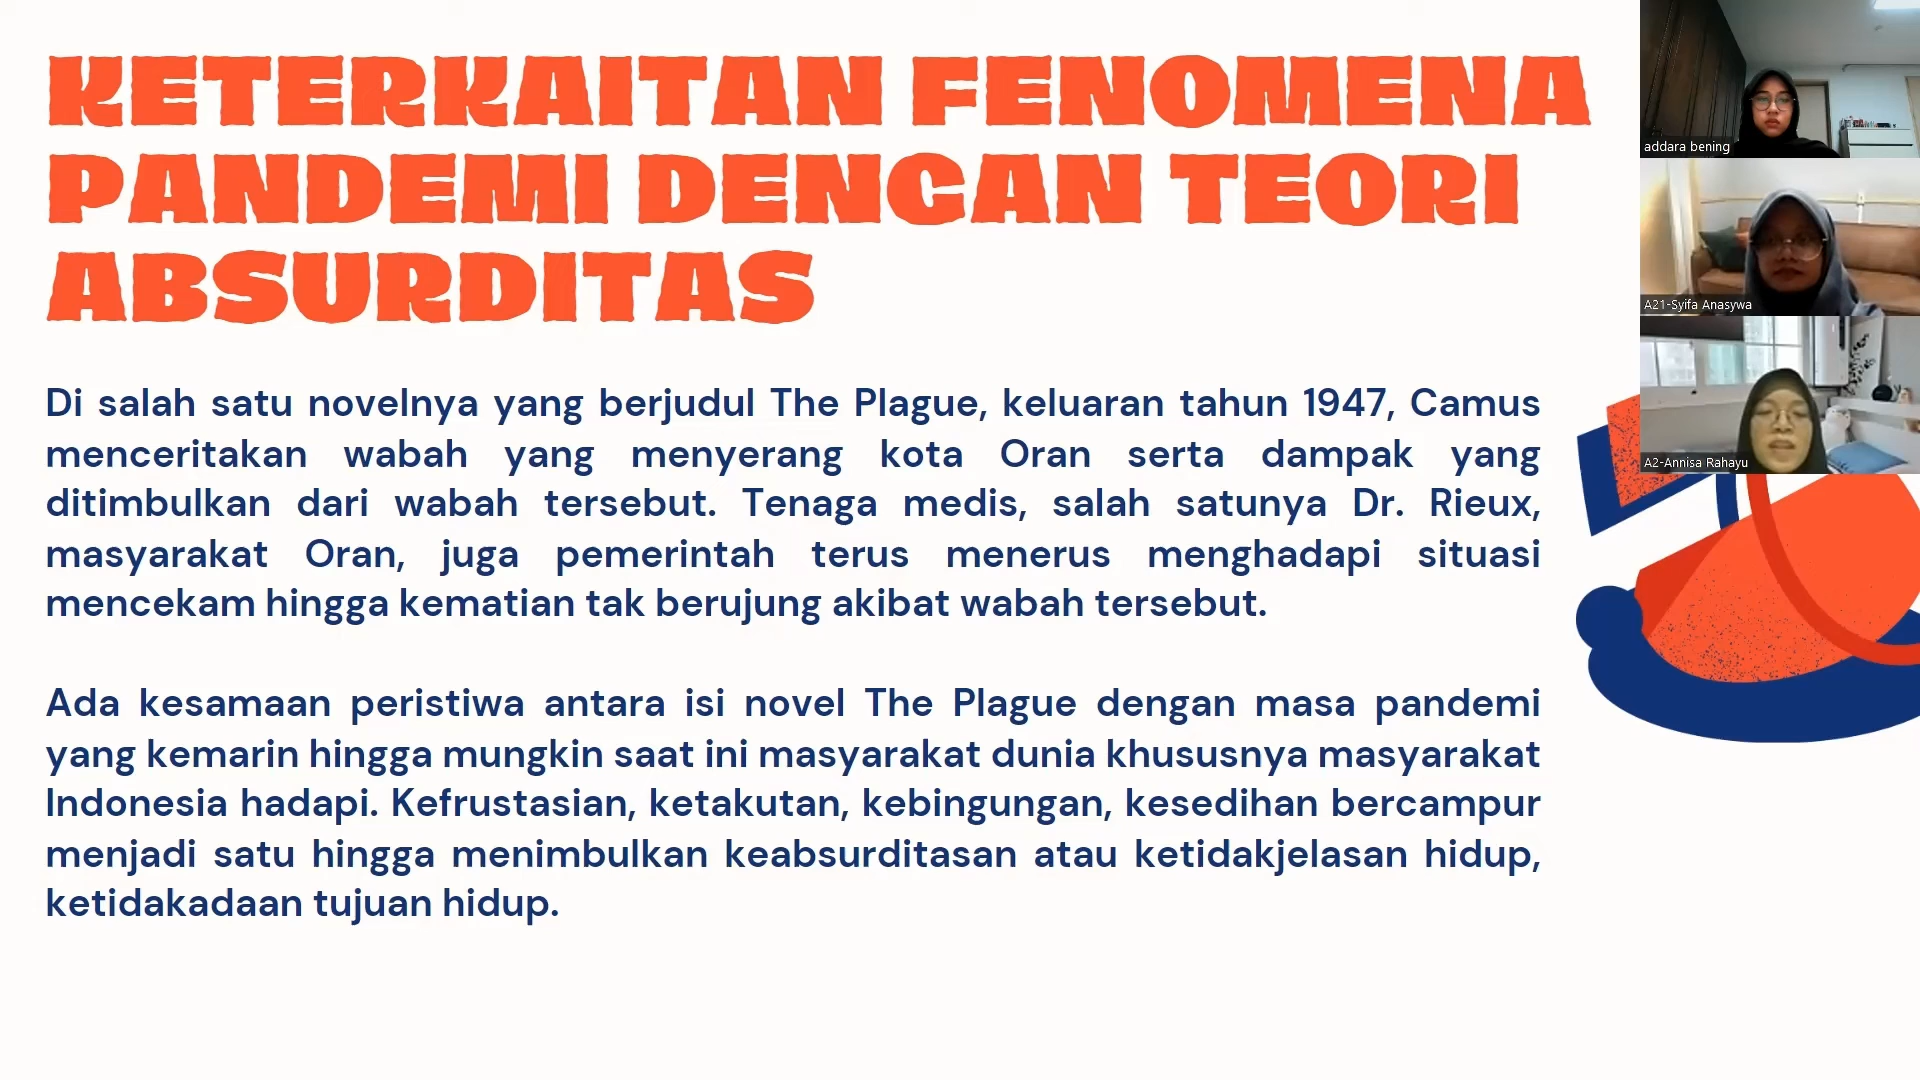 KETERKAITAN FENOMENA
PANDEMI DENGAN TEORI
ABSURDITAS
Di salah satu novelnya yang berjudul The Plague, keluaran tahun 1947, Camus
menceritakan wabah yang menyerang kota Oran serta dampak yang
ditimbulkan dari wabah tersebut. Tenaga medis, salah satunya Dr. Rieux,
masyarakat Oran, juga pemerintah terus menerus menghadapi situasi
mencekam hingga kematian tak berujung akibat wabah tersebut.
Ada kesamaan peristiwa antara isi novel The Plague dengan masa pandemi
yang kemarin hingga mungkin saat ini masyarakat dunia khususnya masyarakat
Indonesia hadapi. Kefrustasian, ketakutan, kebingungan, kesedihan bercampur
menjadi satu hingga menimbulkan keabsurditasan atau ketidakjelasan hidup,
ketidakadaan tujuan hidup.
addara bening
A21-Syifa Anasywa
A2-Annisa Rahayu